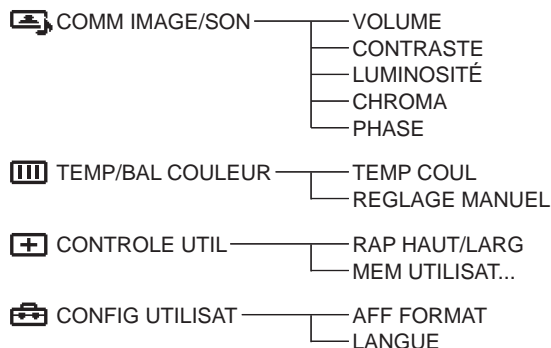 COMM IMAGE/SON VOLUME
CONTRASTE
LUMINOSITÉ
CHROMA
PHASE
TEMP/BAL COULEUR TEMP COUL
REGLAGE MANUEL
CONTROLE UTIL RAP HAUT/LARG
MEM UTILISAT...
CONFIG UTILISAT AFF FORMAT
LANGUE